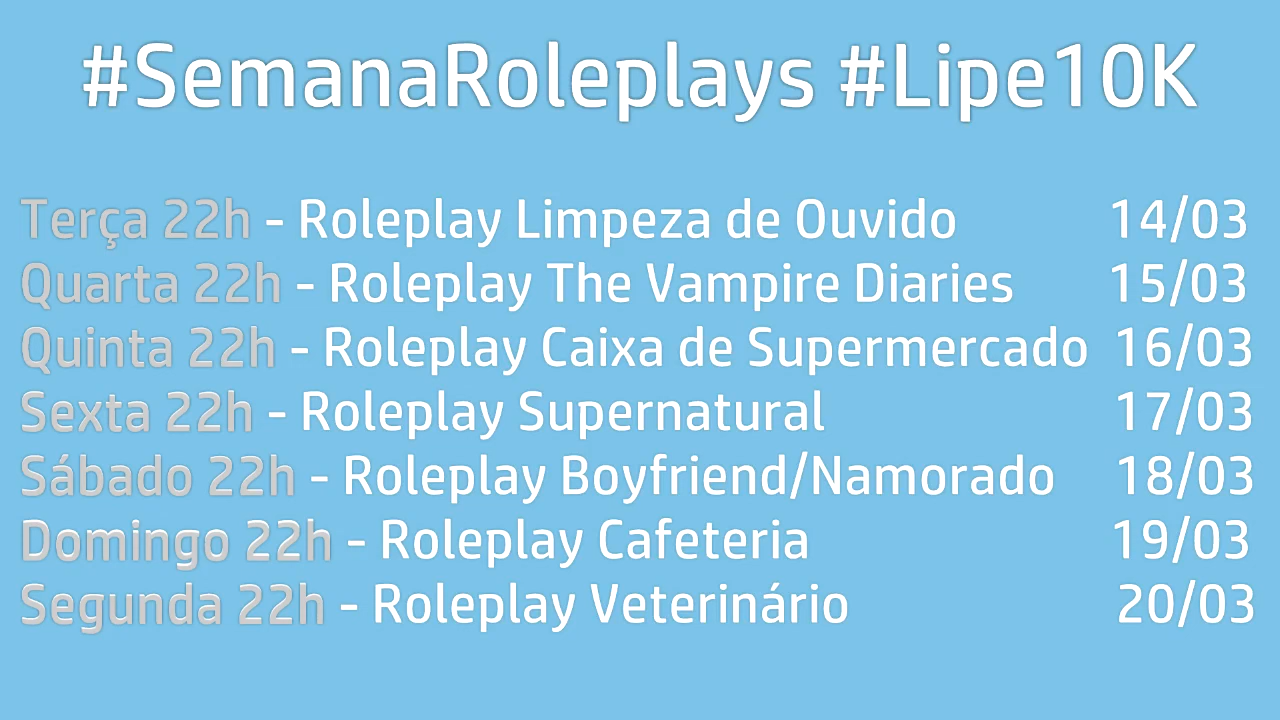 #SemanaRoleplays #Lipe10K
Terça 22h - Roleplay Limpeza de Ouvido 14/03
Quarta 22h - Roleplay The Vampire Diaries 15/03
Quinta 22h - Roleplay Caixa de Supermercado 16/03
Sexta 22h - Roleplay Supernatural 17/03
Sábado 22h - Roleplay Boyfriend/Namorado 18/03
Domingo 22h - Roleplay Cafeteria 19/03
Segunda 22h - Roleplay Veterinário 20/03